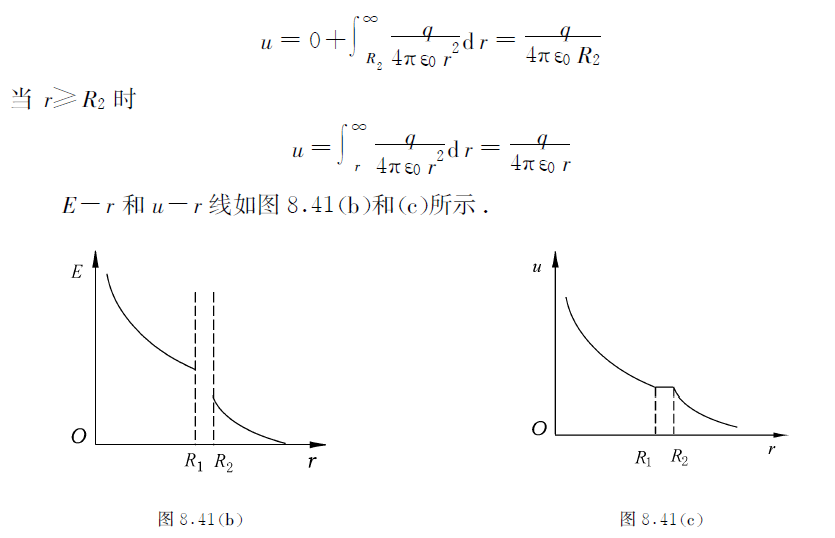 u = 0 + ∫_{R₂}^{∞} q/(4πε₀ r²) dr = q/(4πε₀ R₂)
当 r ≥ R₂ 时
u = ∫_{r}^{∞} q/(4πε₀ r²) dr = q/(4πε₀ r)
E－r 和 u－r 线如图 8.41(b)和(c)所示．
E
O
R₁ R₂ r
图 8.41(b)
u
O
R₁ R₂ r
图 8.41(c)